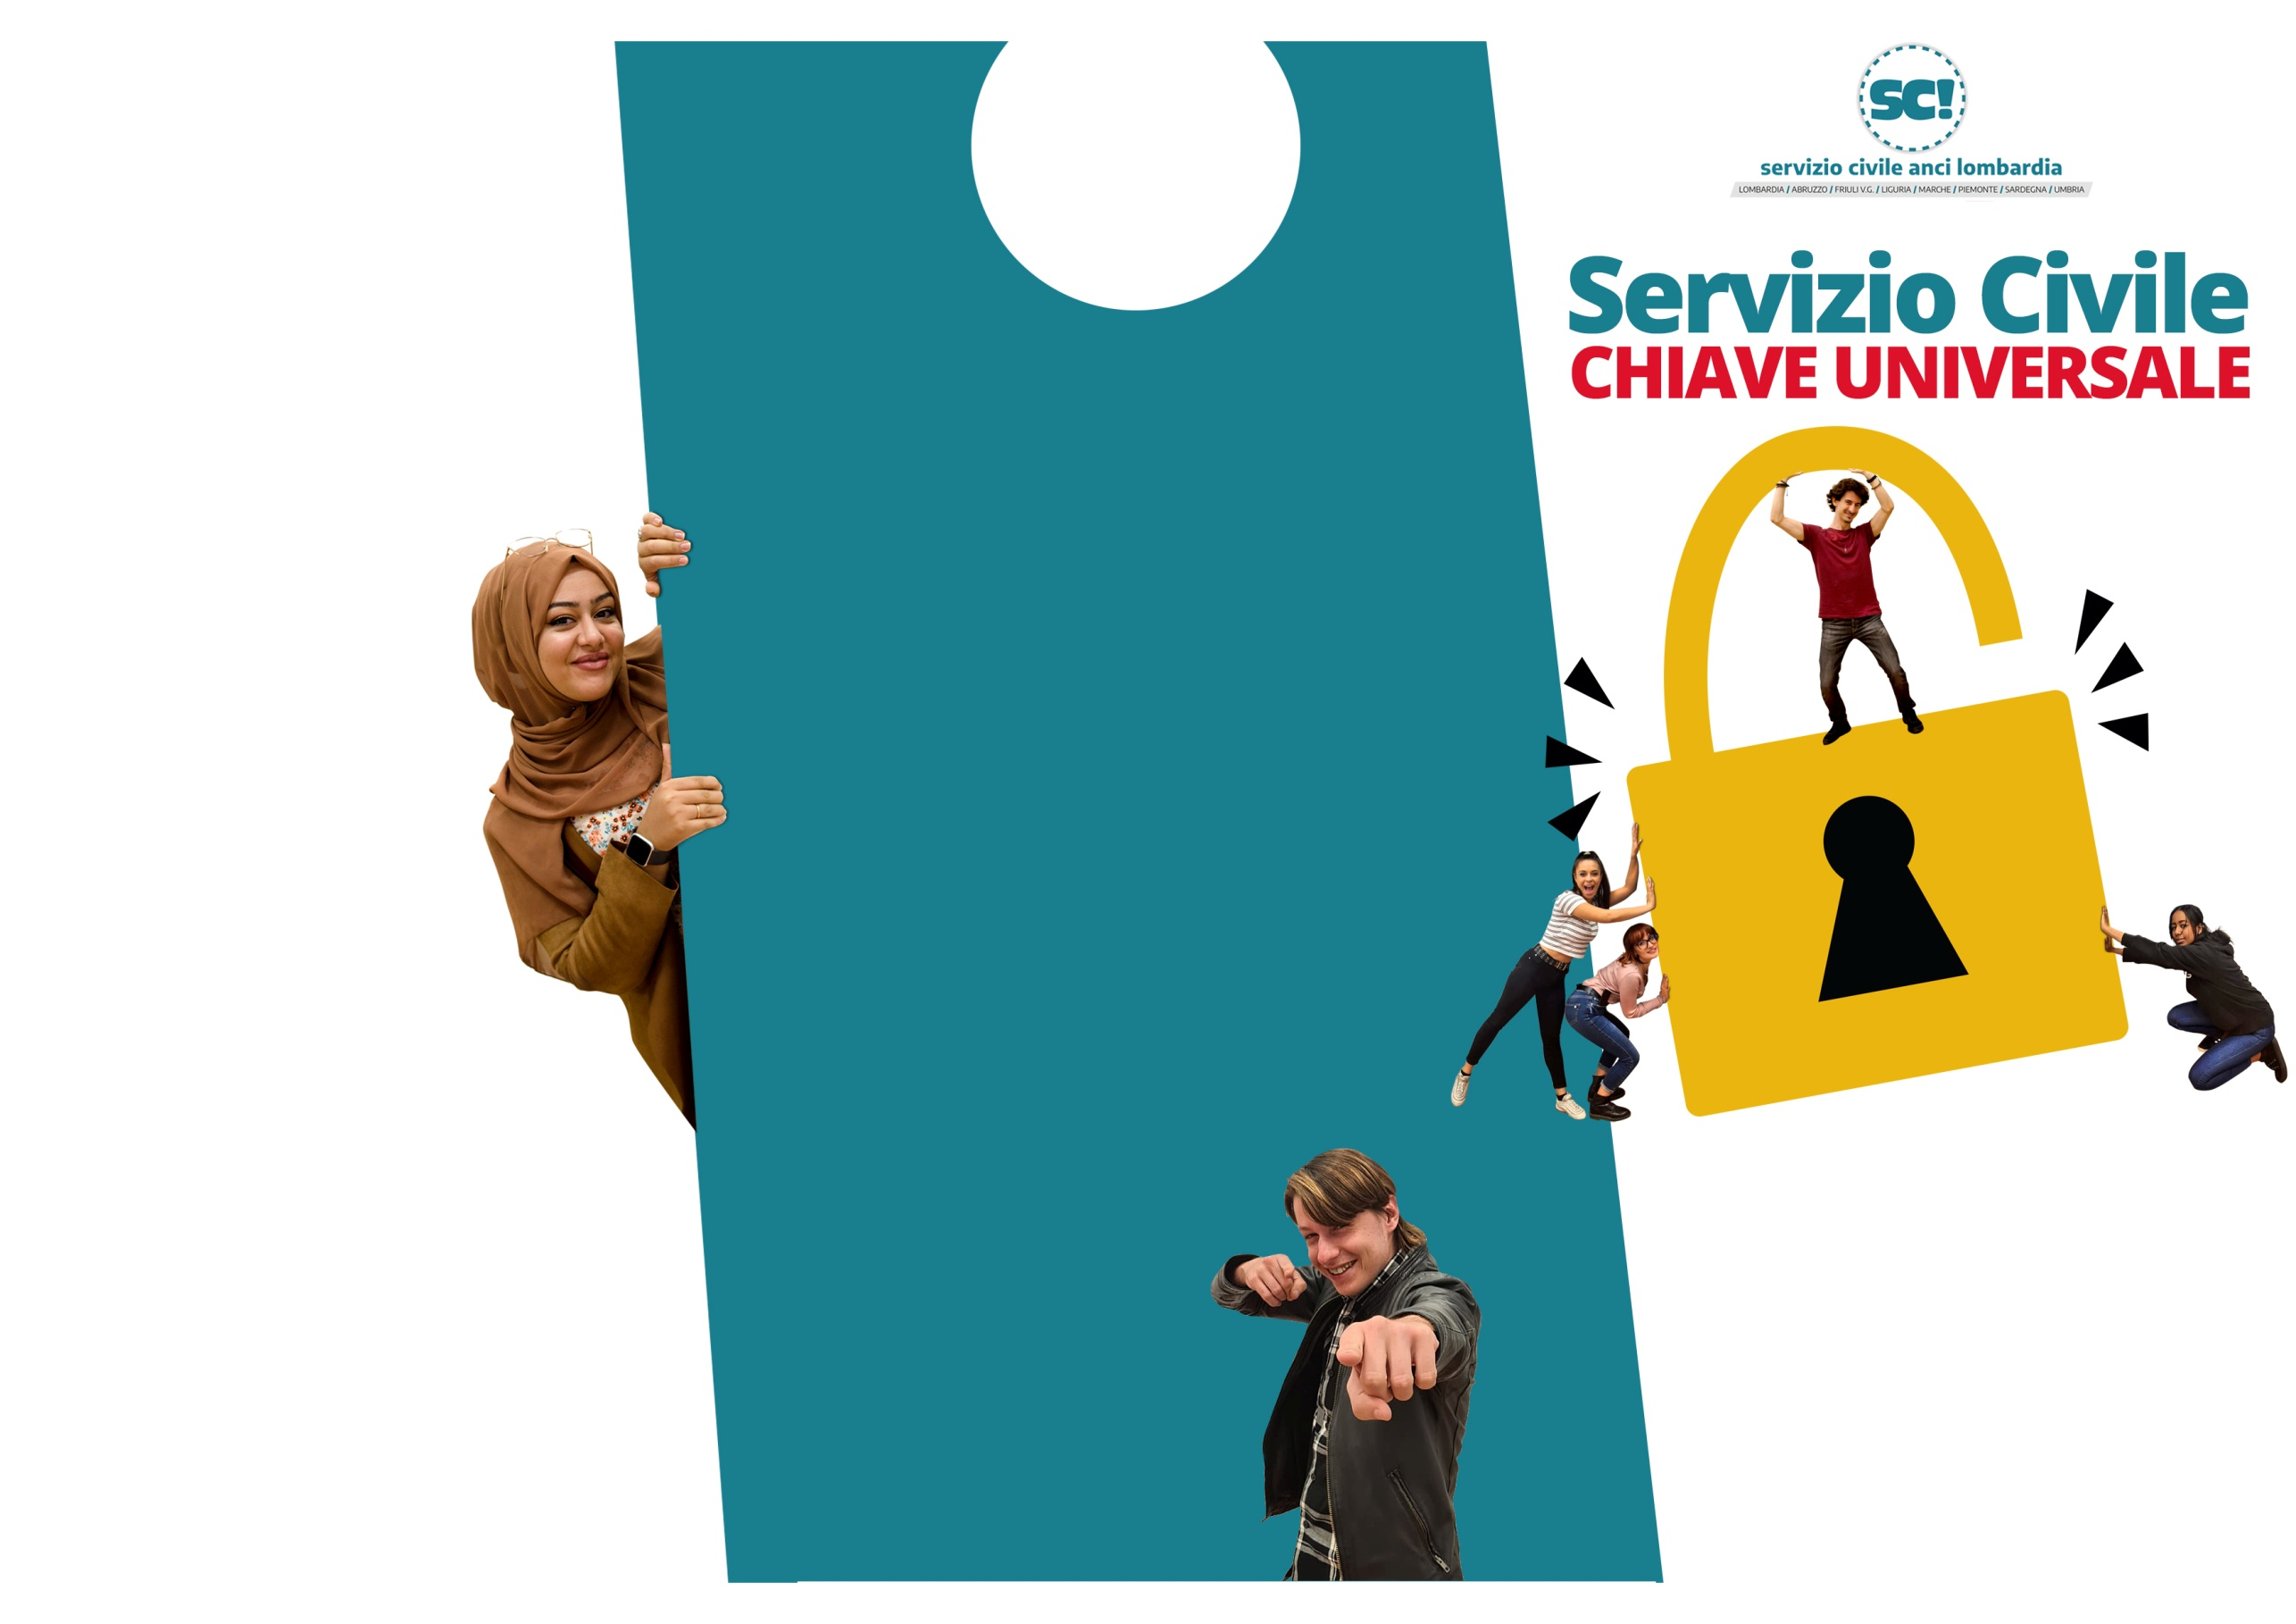 sc!
servizio civile anci lombardia
LOMBARDIA / ABRUZZO / FRIULI V.G. / LIGURIA / MARCHE / PIEMONTE / SARDEGNA / UMBRIA
Servizio Civile
CHIAVE UNIVERSALE